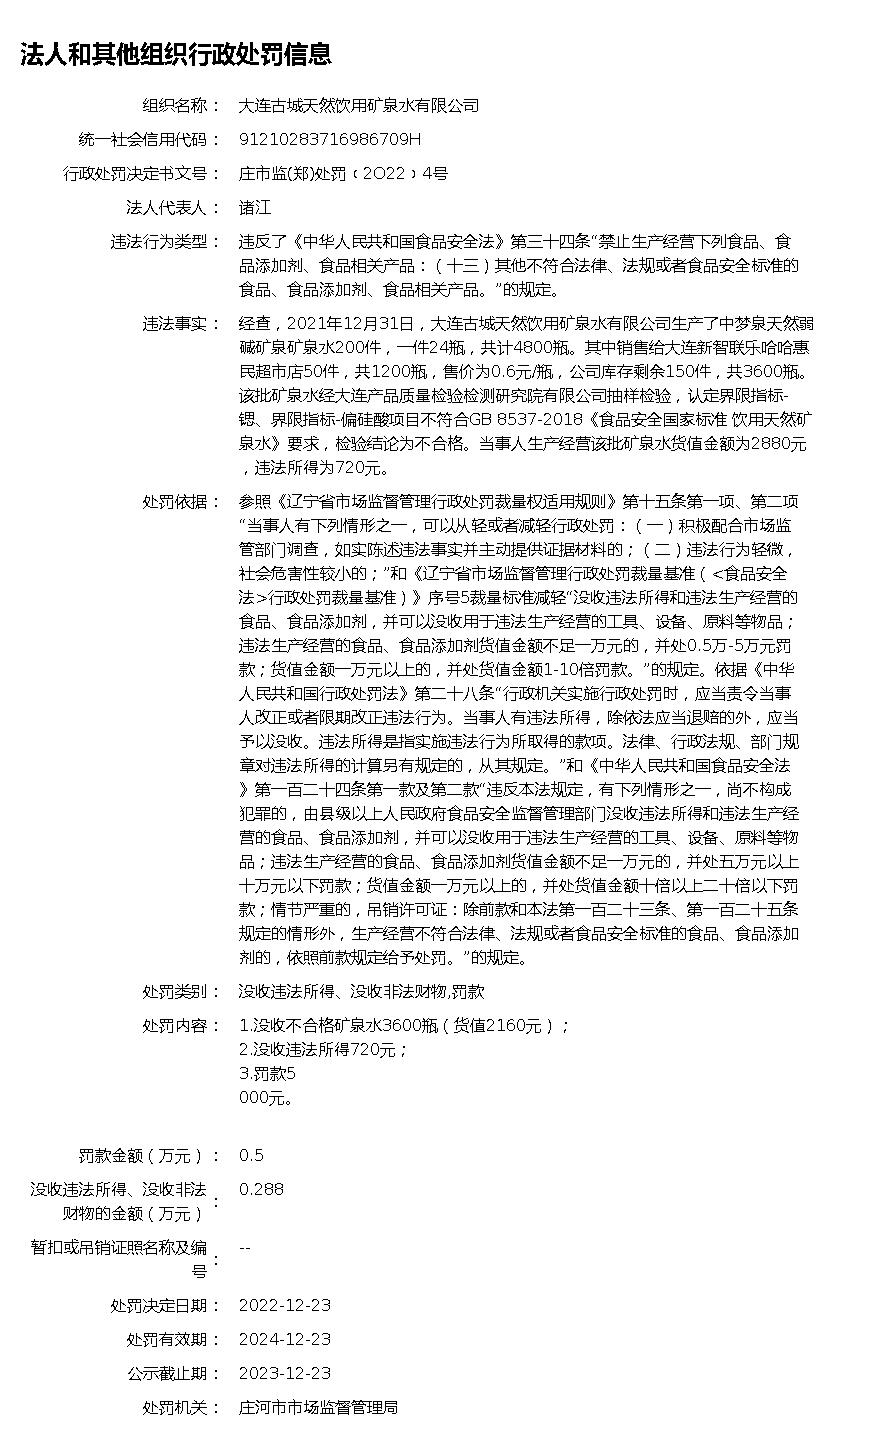 法人和其他组织行政处罚信息
组织名称： 大连古城天然饮用矿泉水有限公司
统一社会信用代码： 91210283716986709H
行政处罚决定书文号： 庄市监(郑)处罚﹝2O22﹞4号
法人代表人： 诸江
违法行为类型： 违反了《中华人民共和国食品安全法》第三十四条“禁止生产经营下列食品、食
品添加剂、食品相关产品：（十三）其他不符合法律、法规或者食品安全标准的
食品、食品添加剂、食品相关产品。”的规定。
违法事实： 经查，2021年12月31日，大连古城天然饮用矿泉水有限公司生产了中梦泉天然弱
碱矿泉矿泉水200件，一件24瓶，共计4800瓶。其中销售给大连新智联乐哈哈惠
民超市店50件，共1200瓶，售价为0.6元/瓶，公司库存剩余150件，共3600瓶。
该批矿泉水经大连产品质量检验检测研究院有限公司抽样检验，认定界限指标-
锶、界限指标-偏硅酸项目不符合GB 8537-2018《食品安全国家标准 饮用天然矿
泉水》要求，检验结论为不合格。当事人生产经营该批矿泉水货值金额为2880元
，违法所得为720元。
处罚依据： 参照《辽宁省市场监督管理行政处罚裁量权适用规则》第十五条第一项、第二项
“当事人有下列情形之一，可以从轻或者减轻行政处罚：（一）积极配合市场监
管部门调查，如实陈述违法事实并主动提供证据材料的；（二）违法行为轻微，
社会危害性较小的；”和《辽宁省市场监督管理行政处罚裁量基准（<食品安全
法>行政处罚裁量基准）》序号5裁量标准减轻“没收违法所得和违法生产经营的
食品、食品添加剂，并可以没收用于违法生产经营的工具、设备、原料等物品；
违法生产经营的食品、食品添加剂货值金额不足一万元的，并处0.5万-5万元罚
款；货值金额一万元以上的，并处货值金额1-10倍罚款。”的规定。依据《中华
人民共和国行政处罚法》第二十八条“行政机关实施行政处罚时，应当责令当事
人改正或者限期改正违法行为。当事人有违法所得，除依法应当退赔的外，应当
予以没收。违法所得是指实施违法行为所取得的款项。法律、行政法规、部门规
章对违法所得的计算另有规定的，从其规定。”和《中华人民共和国食品安全法
》第一百二十四条第一款及第二款“违反本法规定，有下列情形之一，尚不构成
犯罪的，由县级以上人民政府食品安全监督管理部门没收违法所得和违法生产经
营的食品、食品添加剂，并可以没收用于违法生产经营的工具、设备、原料等物
品；违法生产经营的食品、食品添加剂货值金额不足一万元的，并处五万元以上
十万元以下罚款；货值金额一万元以上的，并处货值金额十倍以上二十倍以下罚
款；情节严重的，吊销许可证：除前款和本法第一百二十三条、第一百二十五条
规定的情形外，生产经营不符合法律、法规或者食品安全标准的食品、食品添加
剂的，依照前款规定给予处罚。”的规定。
处罚类别： 没收违法所得、没收非法财物,罚款
处罚内容： 1.没收不合格矿泉水3600瓶（货值2160元）；
2.没收违法所得720元；
3.罚款5
000元。
罚款金额（万元）： 0.5
没收违法所得、没收非法
财物的金额（万元）： 0.288
暂扣或吊销证照名称及编
号： --
处罚决定日期： 2022-12-23
处罚有效期： 2024-12-23
公示截止期： 2023-12-23
处罚机关： 庄河市市场监督管理局